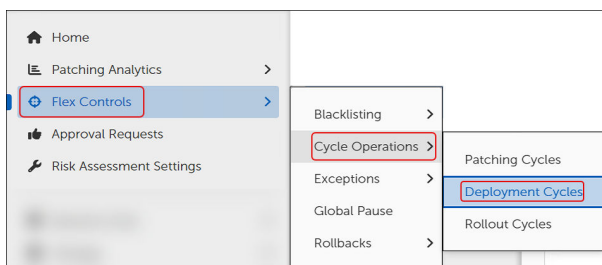 Home
Patching Analytics
Flex Controls
Approval Requests
Risk Assessment Settings
Blacklisting
Cycle Operations
Exceptions
Global Pause
Rollbacks
Patching Cycles
Deployment Cycles
Rollout Cycles